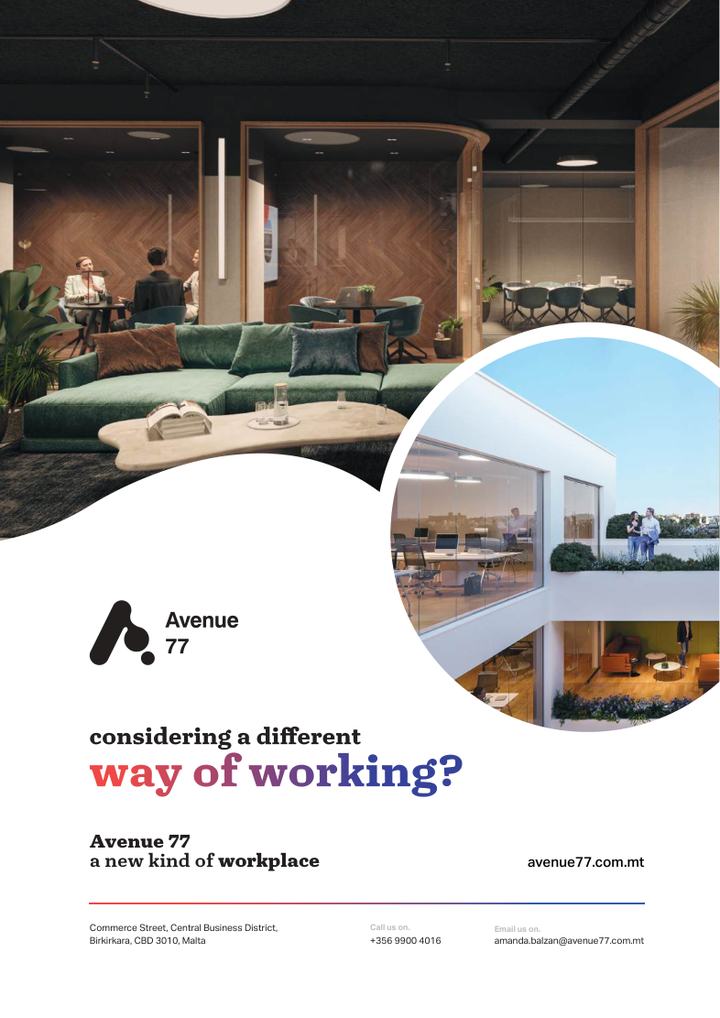 Avenue
77
considering a different
way of working?
Avenue 77
a new kind of workplace
avenue77.com.mt
Commerce Street, Central Business District,
Birkirkara, CBD 3010, Malta
Call us on.
+356 9900 4016
Email us on.
amanda.balzan@avenue77.com.mt